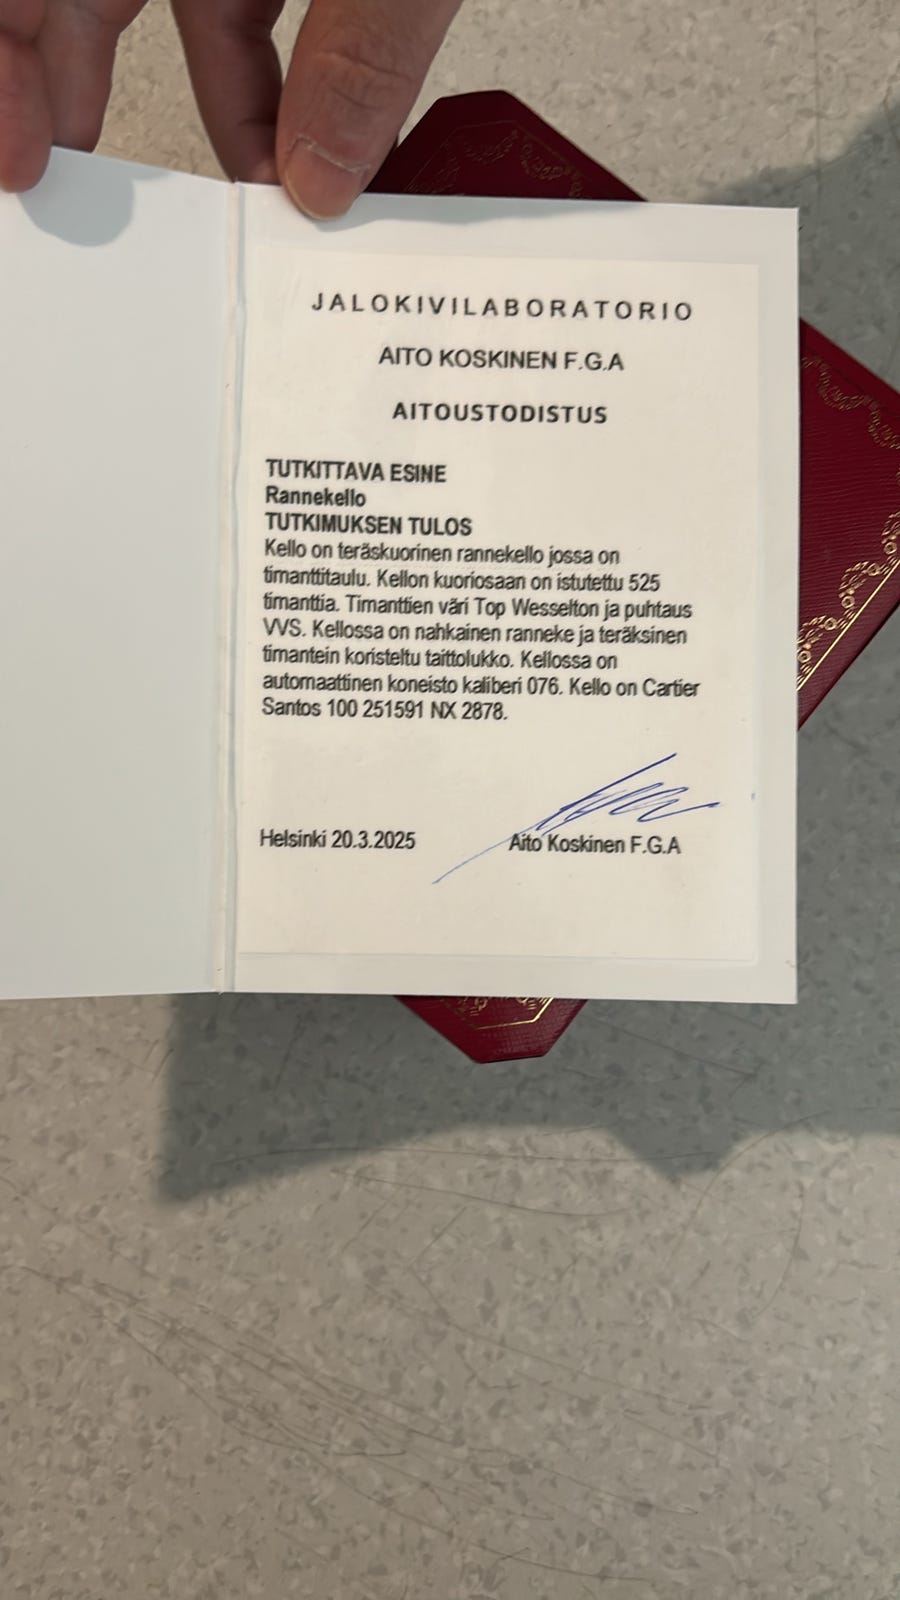 JALOKIVILABORATORIO
AITO KOSKINEN F.G.A
AITOUSTODISTUS
TUTKITTAVA ESINE
Rannekello
TUTKIMUKSEN TULOS
Kello on teräskuorinen rannekello jossa on
timanttitaulu. Kellon kuoriosaan on istutettu 525
timanttia. Timanttien väri Top Wesselton ja puhtaus
VVS. Kellossa on nahkainen ranneke ja teräksinen
timantein koristeltu taittolukko. Kellossa on
automaattinen koneisto kaliberi 076. Kello on Cartier
Santos 100 251591 NX 2878.
Helsinki 20.3.2025 Aito Koskinen F.G.A